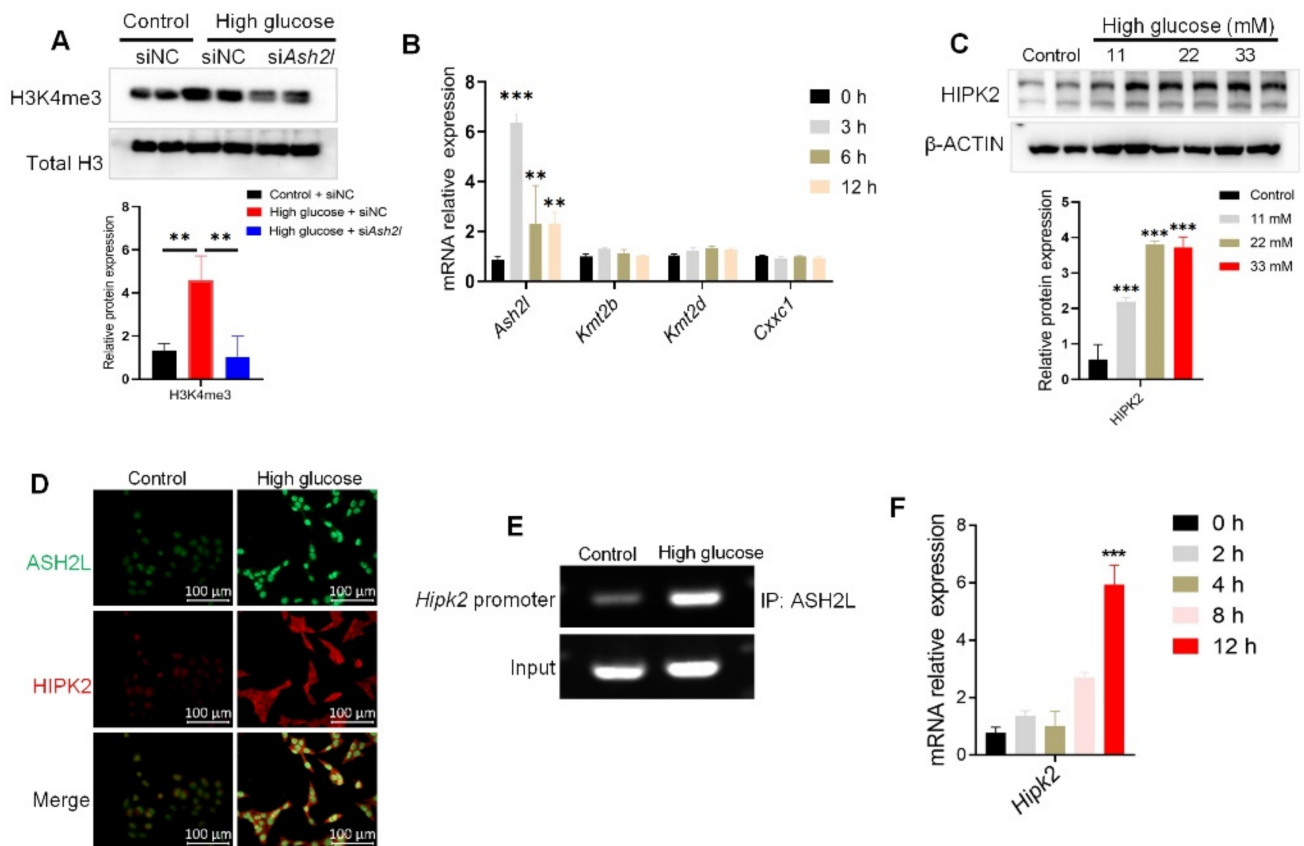 A
Control High glucose
siNC siNC siAsh2l
H3K4me3
Total H3
Control + siNC
High glucose + siNC
High glucose + siAsh2l
Relative protein expression
8
6
4
2
0
** **
H3K4me3
B
mRNA relative expression
8
6
4
2
0
*** ** **
0 h
3 h
6 h
12 h
Ash2l Kmt2b Kmt2d Cxxc1
C
High glucose (mM)
Control 11 22 33
HIPK2
β-ACTIN
Control
11 mM
22 mM
33 mM
Relative protein expression
5
4
3
2
1
0
*** *** ***
HIPK2
D
Control High glucose
ASH2L
100 μm 100 μm
HIPK2
100 μm 100 μm
Merge
100 μm 100 μm
E
Control High glucose
Hipk2 promoter IP: ASH2L
Input
F
mRNA relative expression
8
6
4
2
0
***
0 h
2 h
4 h
8 h
12 h
Hipk2